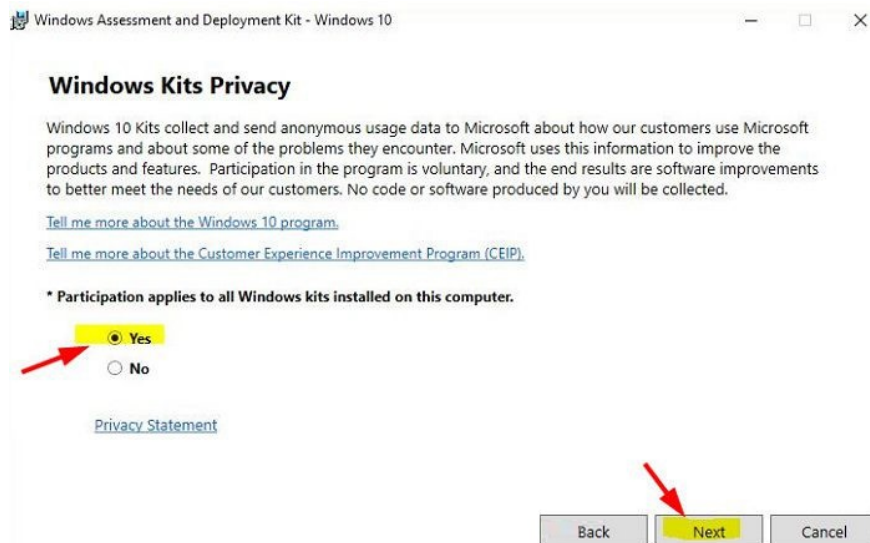 Windows Assessment and Deployment Kit - Windows 10
Windows Kits Privacy
Windows 10 Kits collect and send anonymous usage data to Microsoft about how our customers use Microsoft
programs and about some of the problems they encounter. Microsoft uses this information to improve the
products and features.  Participation in the program is voluntary, and the end results are software improvements
to better meet the needs of our customers. No code or software produced by you will be collected.
Tell me more about the Windows 10 program.
Tell me more about the Customer Experience Improvement Program (CEIP).
* Participation applies to all Windows kits installed on this computer.
Yes
No
Privacy Statement
Back Next Cancel